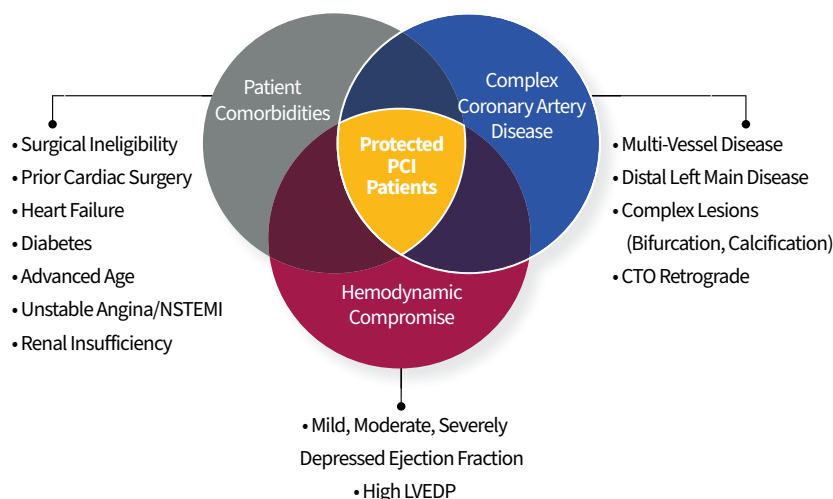 Patient
Comorbidities
Complex
Coronary Artery
Disease
Protected
PCI
Patients
Hemodynamic
Compromise
• Surgical Ineligibility
• Prior Cardiac Surgery
• Heart Failure
• Diabetes
• Advanced Age
• Unstable Angina/NSTEMI
• Renal Insufficiency
• Multi-Vessel Disease
• Distal Left Main Disease
• Complex Lesions
(Bifurcation, Calcification)
• CTO Retrograde
• Mild, Moderate, Severely
Depressed Ejection Fraction
• High LVEDP